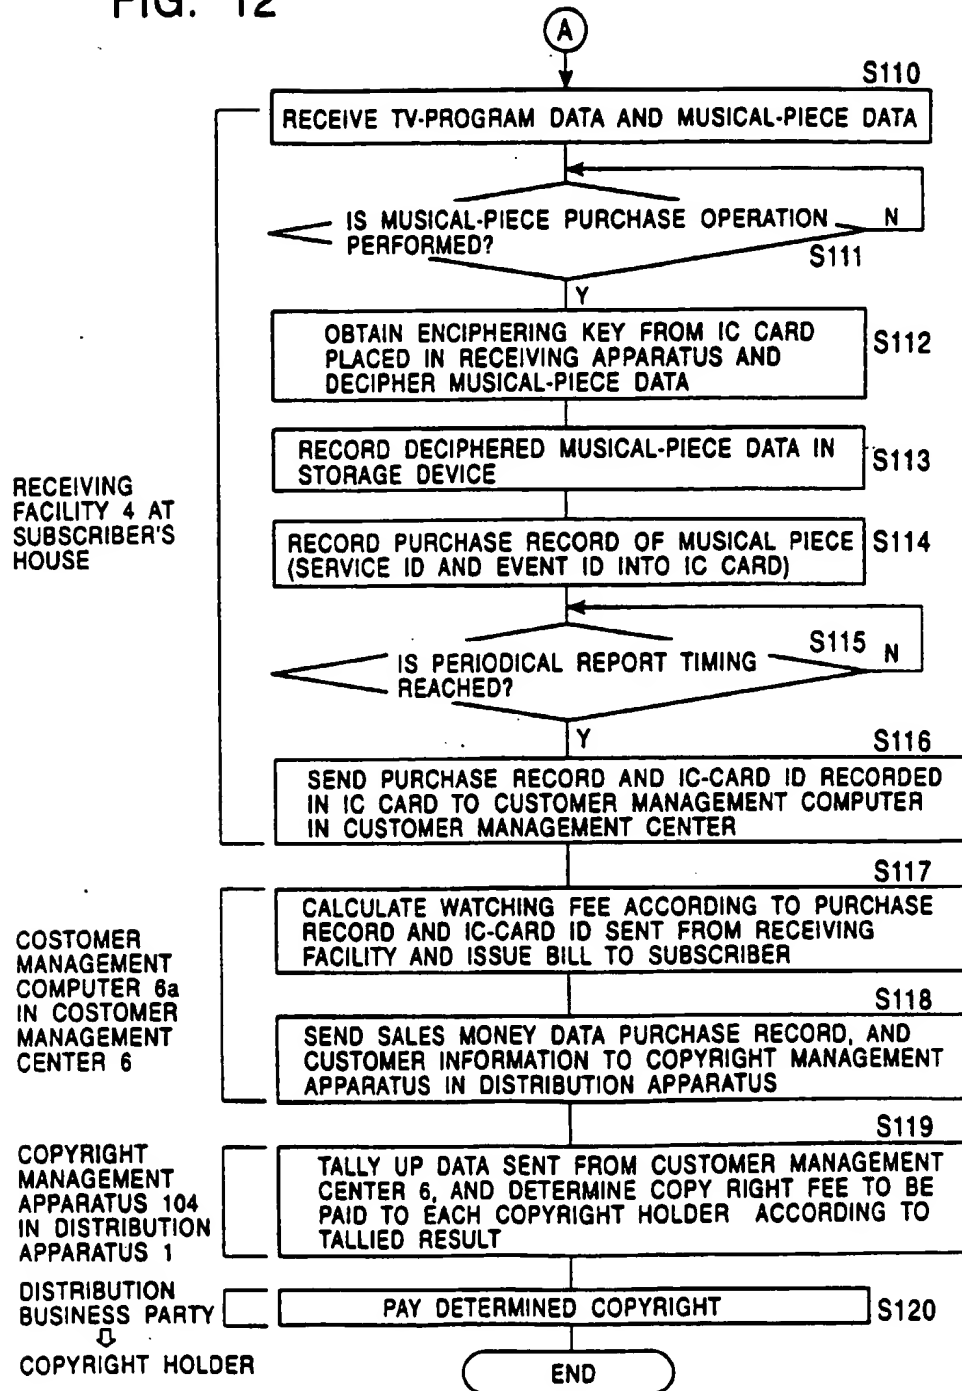 FIG. 12
A
S110
RECEIVE TV-PROGRAM DATA AND MUSICAL-PIECE DATA
IS MUSICAL-PIECE PURCHASE OPERATION
PERFORMED?
N
S111
Y
OBTAIN ENCIPHERING KEY FROM IC CARD
PLACED IN RECEIVING APPARATUS AND
DECIPHER MUSICAL-PIECE DATA
S112
RECORD DECIPHERED MUSICAL-PIECE DATA IN
STORAGE DEVICE
S113
RECEIVING
FACILITY 4 AT
SUBSCRIBER'S
HOUSE
RECORD PURCHASE RECORD OF MUSICAL PIECE
(SERVICE ID AND EVENT ID INTO IC CARD)
S114
IS PERIODICAL REPORT TIMING
REACHED?
S115
N
Y
S116
SEND PURCHASE RECORD AND IC-CARD ID RECORDED
IN IC CARD TO CUSTOMER MANAGEMENT COMPUTER
IN CUSTOMER MANAGEMENT CENTER
S117
CALCULATE WATCHING FEE ACCORDING TO PURCHASE
RECORD AND IC-CARD ID SENT FROM RECEIVING
FACILITY AND ISSUE BILL TO SUBSCRIBER
COSTOMER
MANAGEMENT
COMPUTER 6a
IN COSTOMER
MANAGEMENT
CENTER 6
S118
SEND SALES MONEY DATA PURCHASE RECORD, AND
CUSTOMER INFORMATION TO COPYRIGHT MANAGEMENT
APPARATUS IN DISTRIBUTION APPARATUS
S119
COPYRIGHT
MANAGEMENT
APPARATUS 104
IN DISTRIBUTION
APPARATUS 1
TALLY UP DATA SENT FROM CUSTOMER MANAGEMENT
CENTER 6, AND DETERMINE COPY RIGHT FEE TO BE
PAID TO EACH COPYRIGHT HOLDER ACCORDING TO
TALLIED RESULT
DISTRIBUTION
BUSINESS PARTY
⇩
COPYRIGHT HOLDER
PAY DETERMINED COPYRIGHT
S120
END